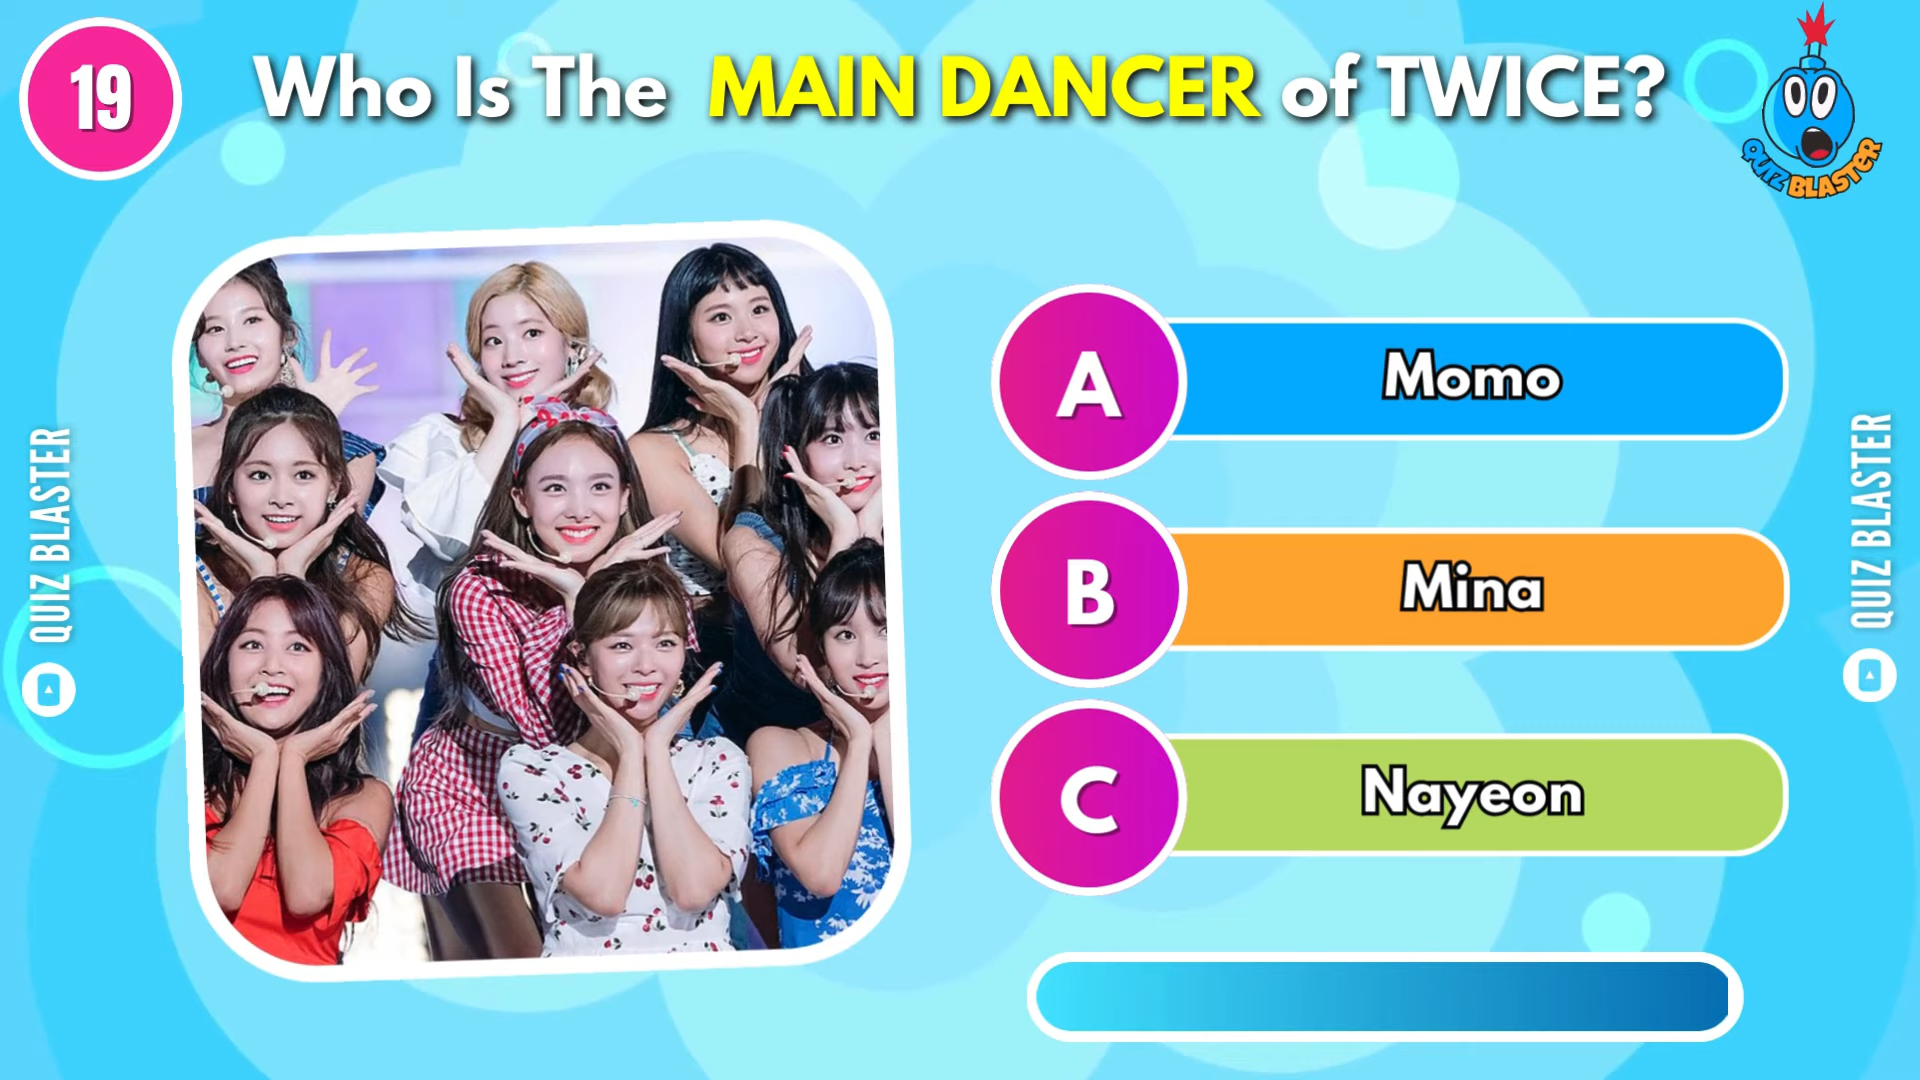 19
Who Is The MAIN DANCER of TWICE?
QUIZ BLASTER
A
Momo
B
Mina
C
Nayeon
QUIZ BLASTER
QUIZ BLASTER